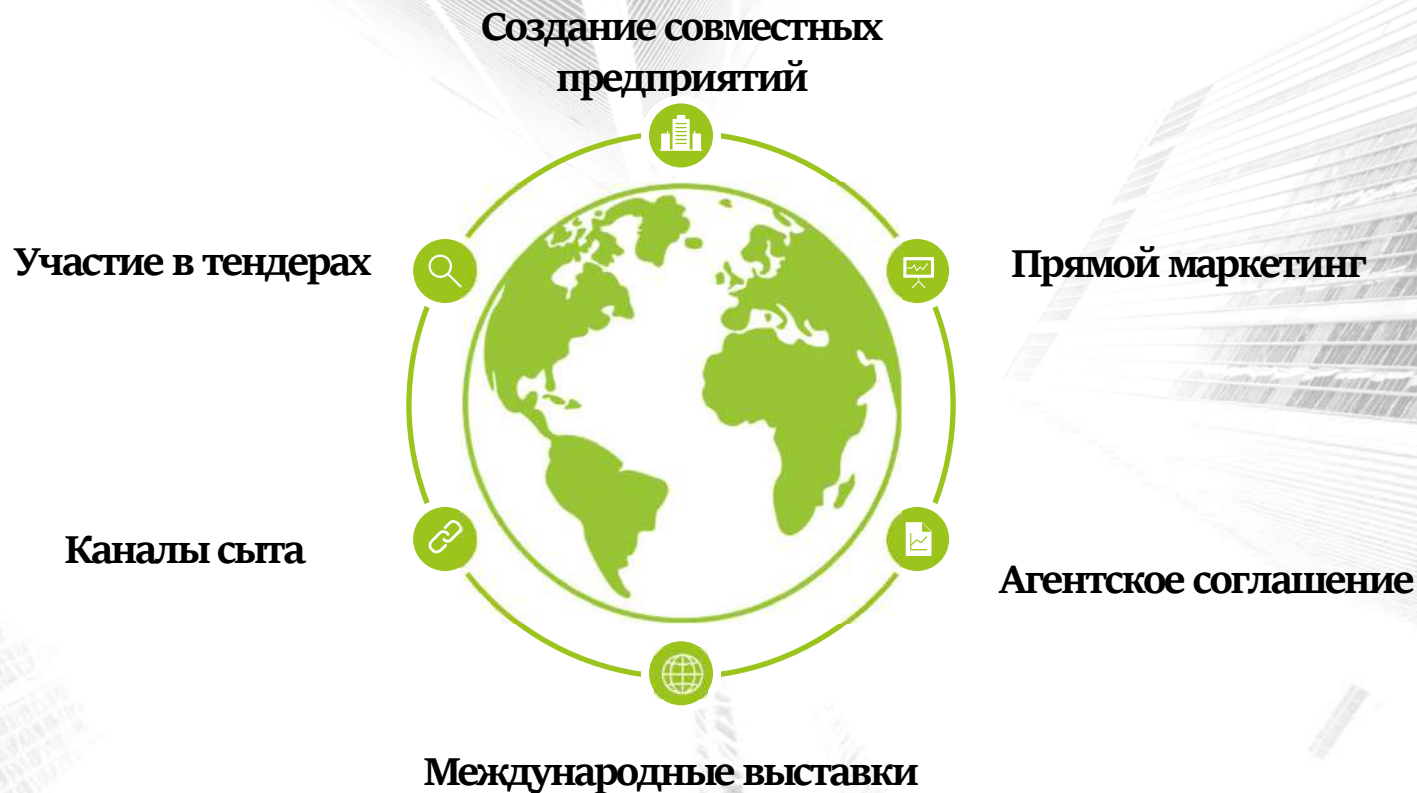 Создание совместных
предприятий
Участие в тендерах
Прямой маркетинг
Каналы сыта
Агентское соглашение
Международные выставки